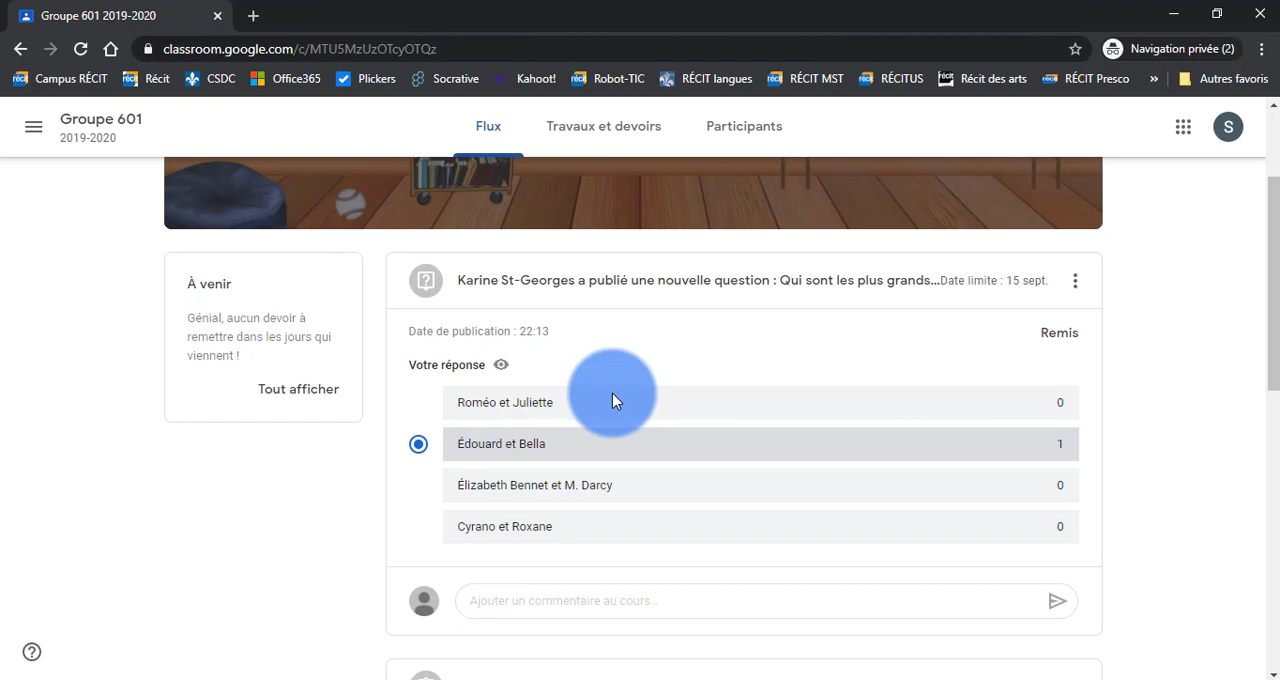 Groupe 601 2019-2020
classroom.google.com/c/MTU5MzUzOTcyOTQz
Navigation privée (2)
Campus RÉCIT
Récit
CSDC
Office365
Plickers
Socrative
Kahoot!
Robot-TIC
RÉCIT langues
RÉCIT MST
RÉCITUS
Récit des arts
RÉCIT Presco
»
Autres favoris
Groupe 601
2019-2020
Flux
Travaux et devoirs
Participants
S
À venir
Génial, aucun devoir à
remettre dans les jours qui
viennent !
Tout afficher
Karine St-Georges a publié une nouvelle question : Qui sont les plus grands...
Date limite : 15 sept.
Date de publication : 22:13
Remis
Votre réponse
Roméo et Juliette 0
Édouard et Bella 1
Élizabeth Bennet et M. Darcy 0
Cyrano et Roxane 0
Ajouter un commentaire au cours...